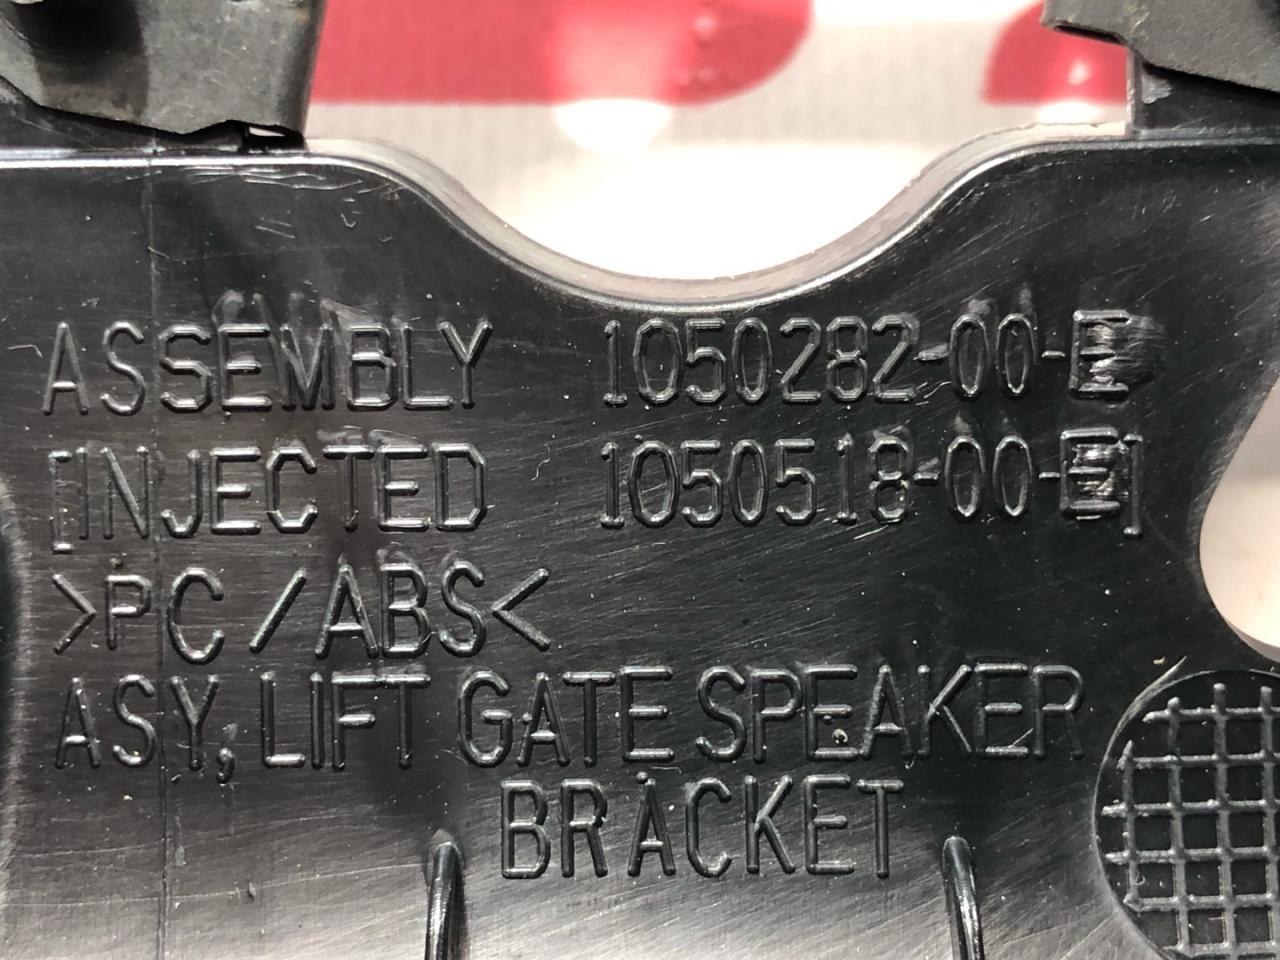 ASSEMBLY 1050282-00-E
[INJECTED 1050518-00-E]
>PC/ABS<
ASY, LIFT GATE SPEAKER
BRACKET